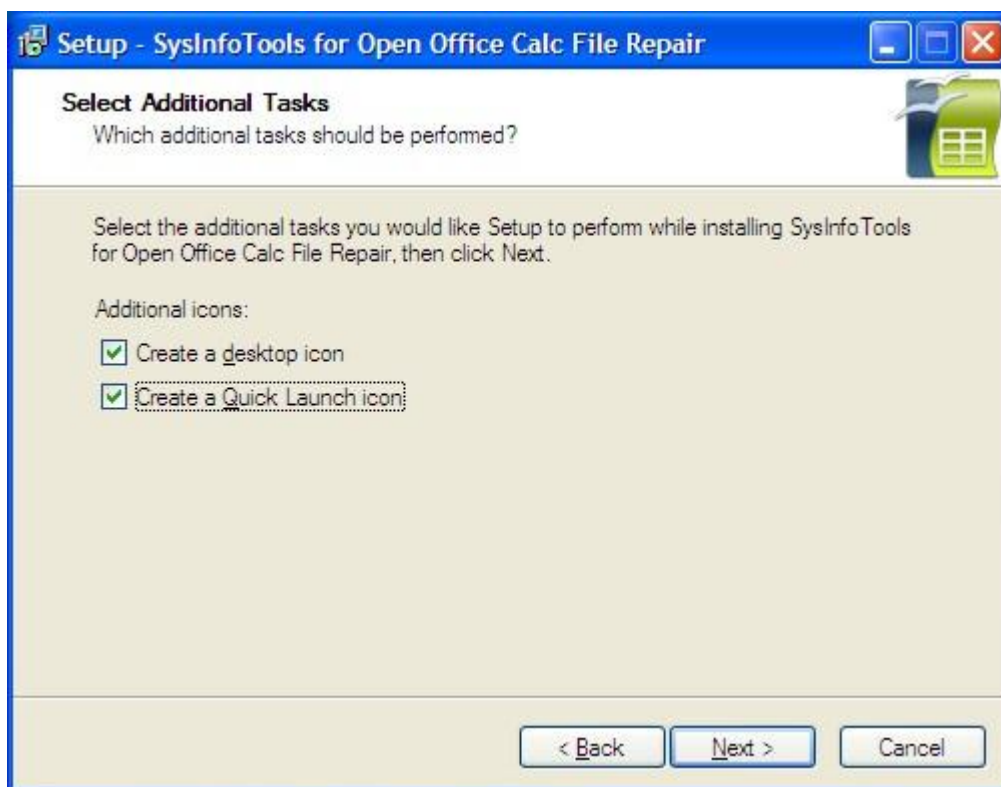 Setup - SysInfoTools for Open Office Calc File Repair
Select Additional Tasks
Which additional tasks should be performed?
Select the additional tasks you would like Setup to perform while installing SysInfoTools
for Open Office Calc File Repair, then click Next.
Additional icons:
Create a desktop icon
Create a Quick Launch icon
< Back Next > Cancel